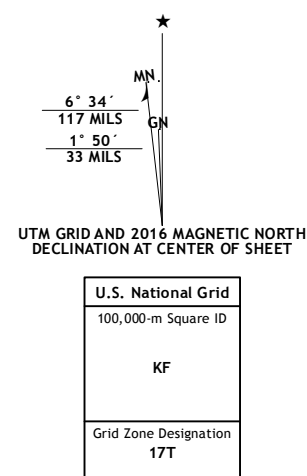 ★
MN.
6° 34´
117 MILS
GN
1° 50´
33 MILS
UTM GRID AND 2016 MAGNETIC NORTH
DECLINATION AT CENTER OF SHEET
U.S. National Grid
100,000-m Square ID
KF
Grid Zone Designation
17T